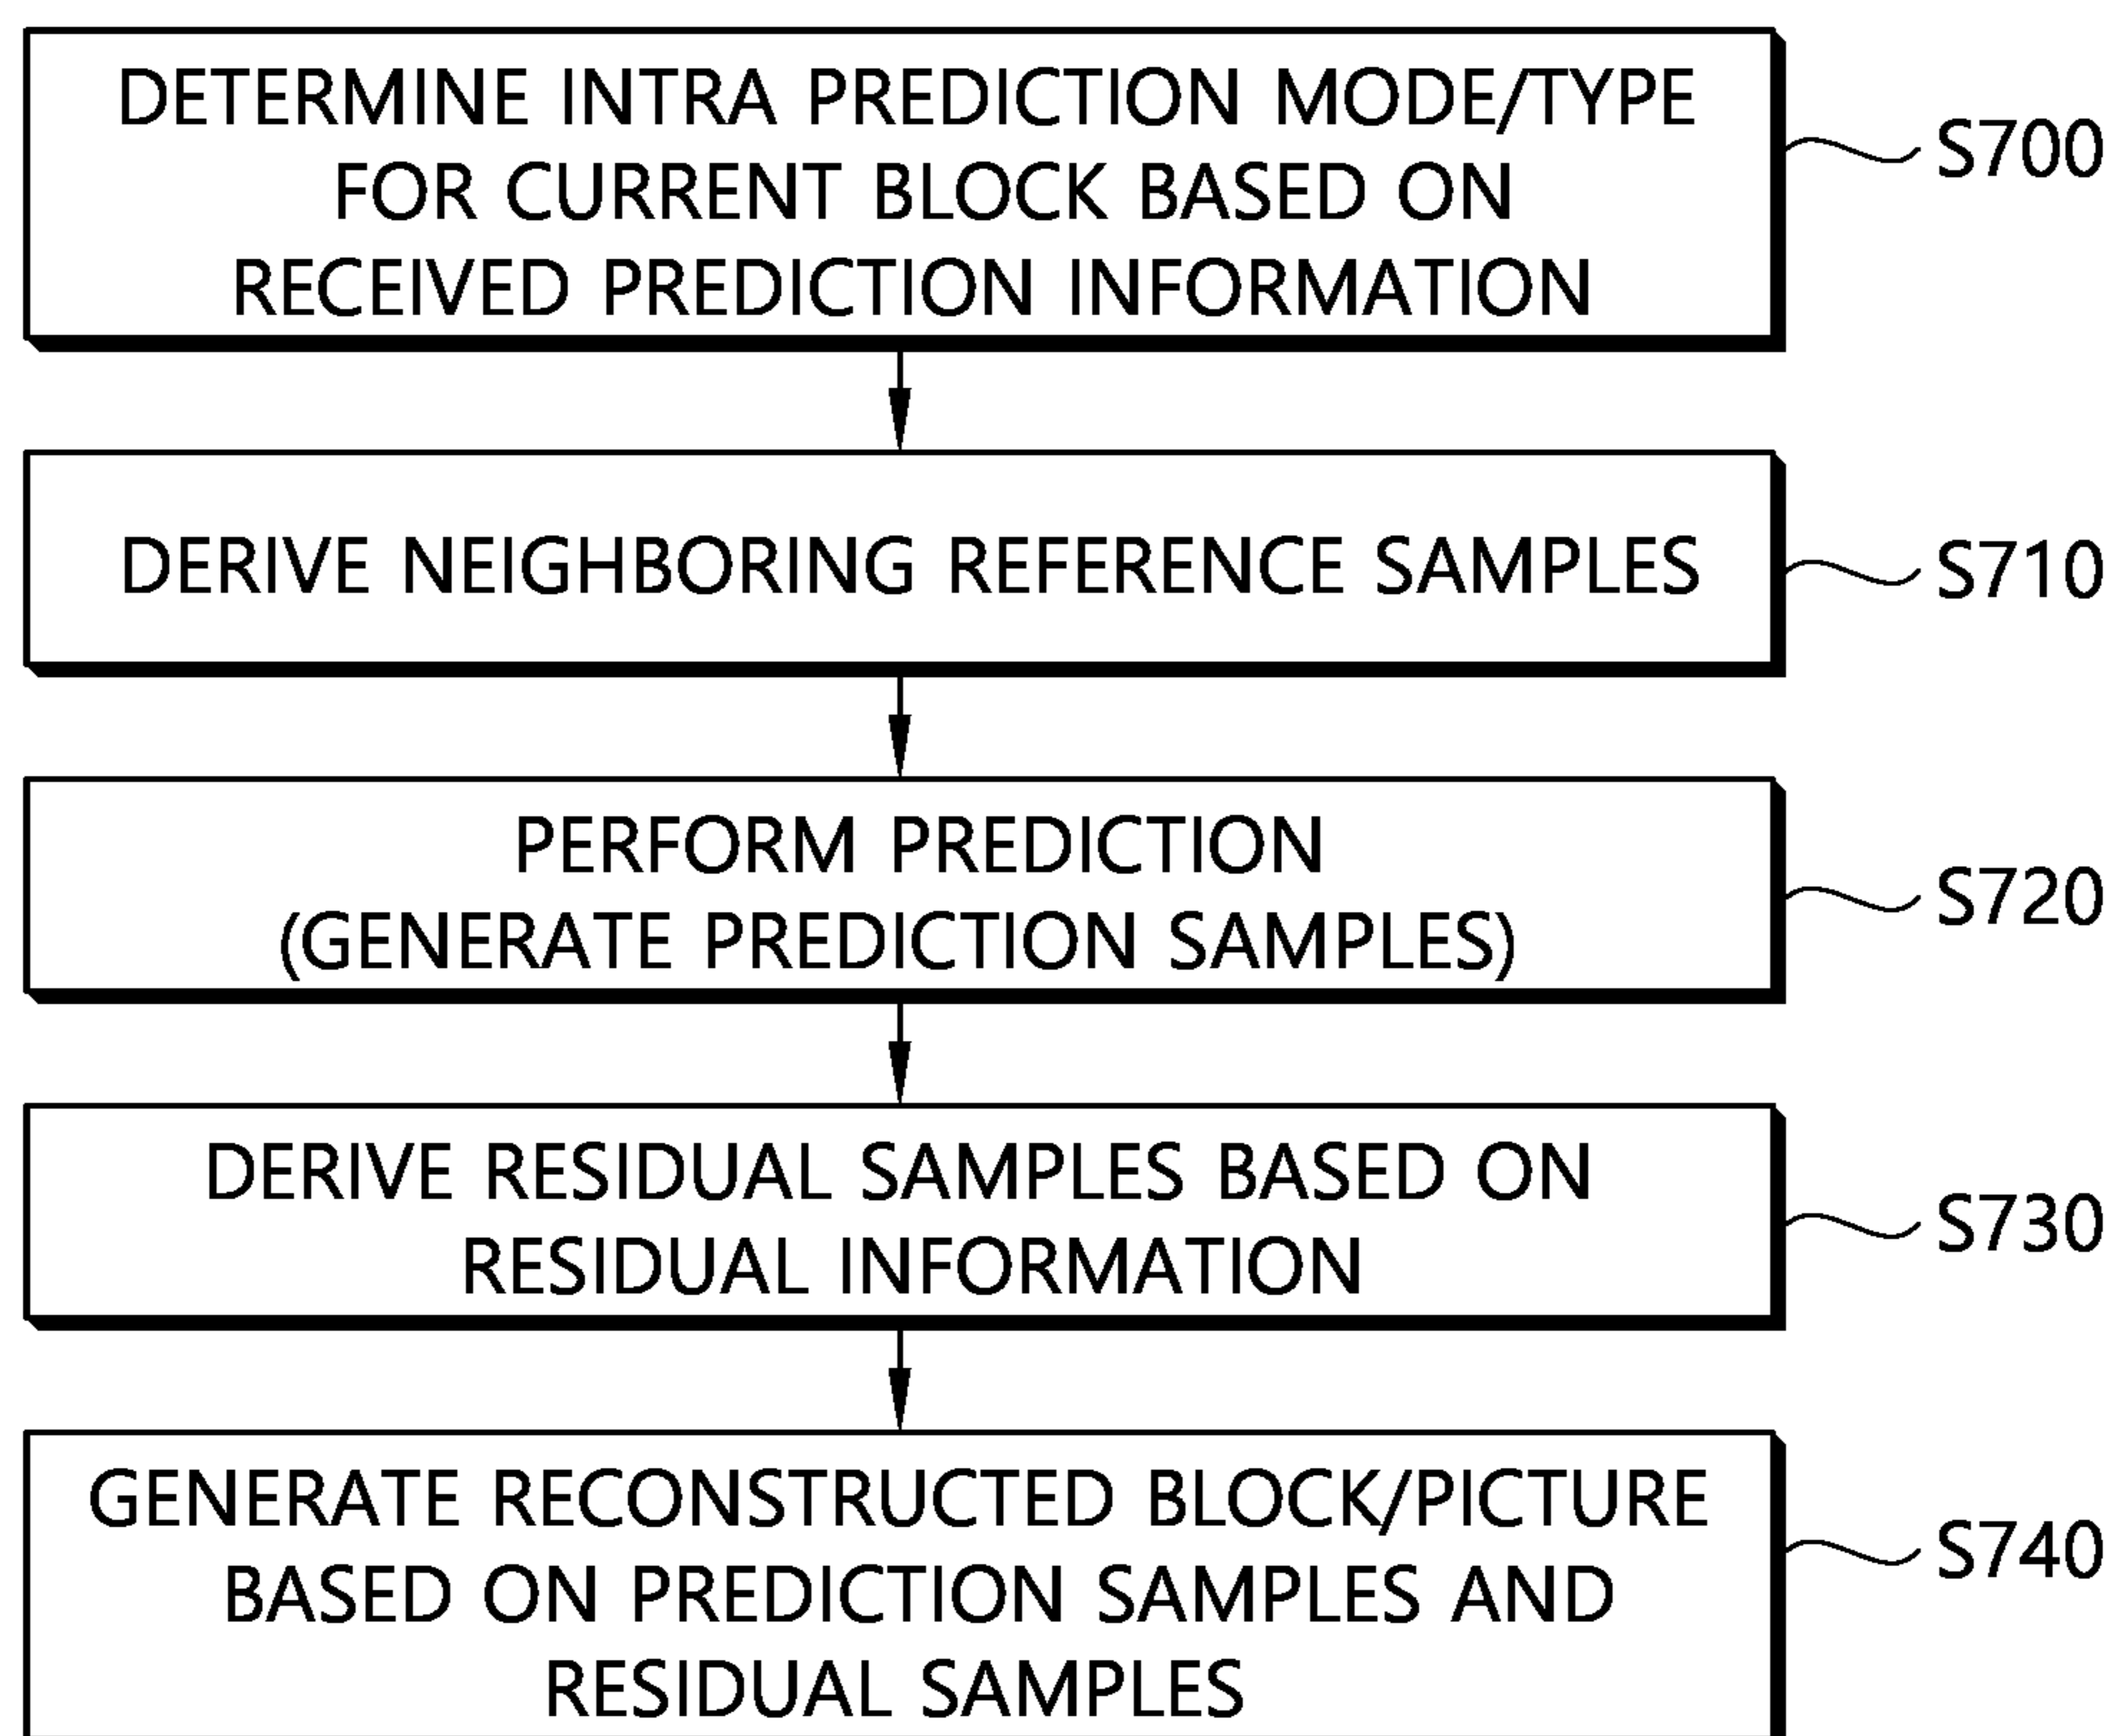 DETERMINE INTRA PREDICTION MODE/TYPE
FOR CURRENT BLOCK BASED ON
RECEIVED PREDICTION INFORMATION
S700
DERIVE NEIGHBORING REFERENCE SAMPLES
S710
PERFORM PREDICTION
(GENERATE PREDICTION SAMPLES)
S720
DERIVE RESIDUAL SAMPLES BASED ON
RESIDUAL INFORMATION
S730
GENERATE RECONSTRUCTED BLOCK/PICTURE
BASED ON PREDICTION SAMPLES AND
RESIDUAL SAMPLES
S740